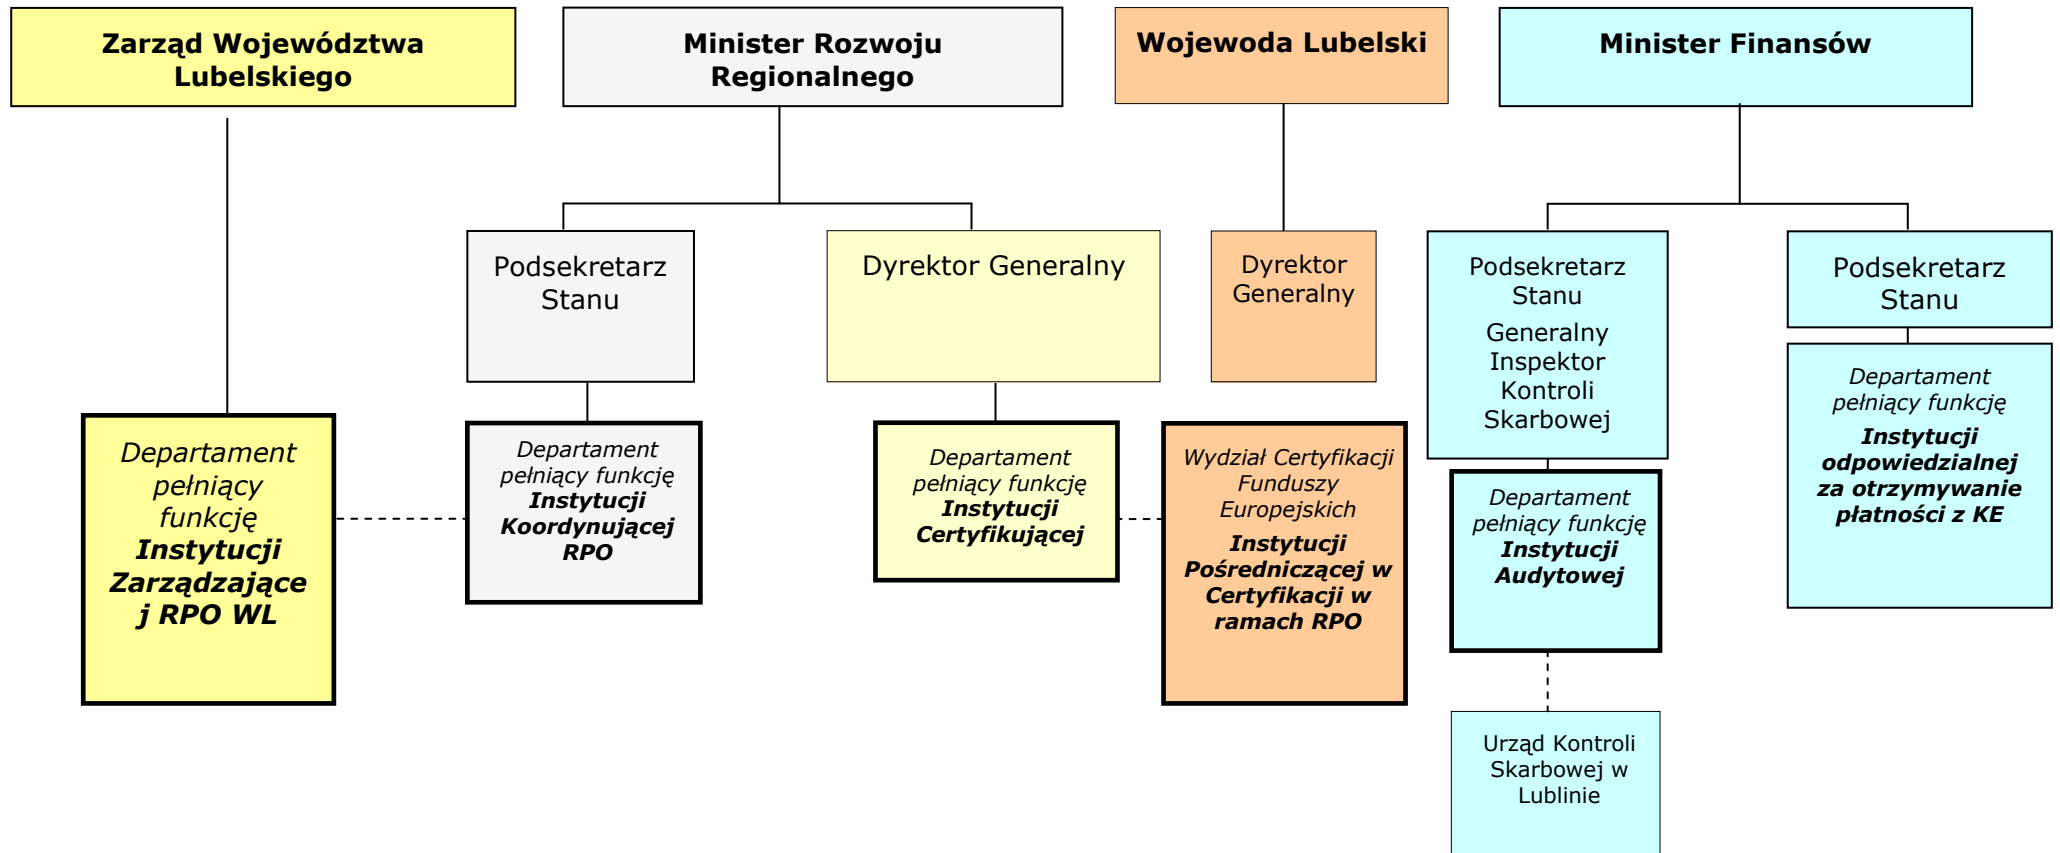 Zarząd Województwa
Lubelskiego
Minister Rozwoju
Regionalnego
Wojewoda Lubelski
Minister Finansów
Podsekretarz
Stanu
Dyrektor Generalny
Dyrektor
Generalny
Podsekretarz
Stanu
Generalny
Inspektor
Kontroli
Skarbowej
Podsekretarz
Stanu
Departament
pełniący
funkcję
Instytucji
Zarządzające
j RPO WL
Departament
pełniący funkcję
Instytucji
Koordynującej
RPO
Departament
pełniący funkcję
Instytucji
Certyfikującej
Wydział Certyfikacji
Funduszy
Europejskich
Instytucji
Pośredniczącej w
Certyfikacji w
ramach RPO
Departament
pełniący funkcję
Instytucji
Audytowej
Departament
pełniący funkcję
Instytucji
odpowiedzialnej
za otrzymywanie
płatności z KE
Urząd Kontroli
Skarbowej w
Lublinie